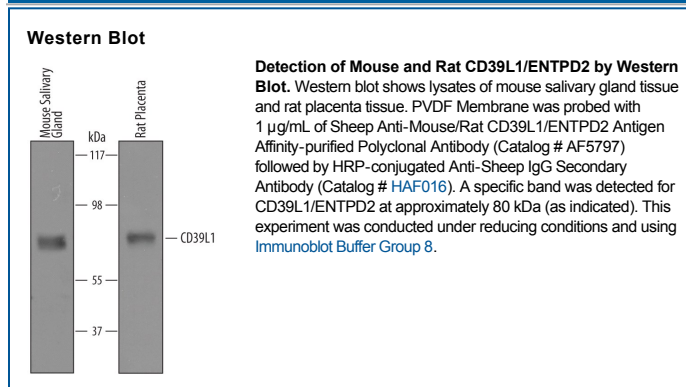 Western Blot
Mouse Salivary
Gland
kDa
Rat Placenta
117
98
CD39L1
55
37
Detection of Mouse and Rat CD39L1/ENTPD2 by Western
Blot. Western blot shows lysates of mouse salivary gland tissue
and rat placenta tissue. PVDF Membrane was probed with
1 µg/mL of Sheep Anti-Mouse/Rat CD39L1/ENTPD2 Antigen
Affinity-purified Polyclonal Antibody (Catalog # AF5797)
followed by HRP-conjugated Anti-Sheep IgG Secondary
Antibody (Catalog # HAF016). A specific band was detected for
CD39L1/ENTPD2 at approximately 80 kDa (as indicated). This
experiment was conducted under reducing conditions and using
Immunoblot Buffer Group 8.